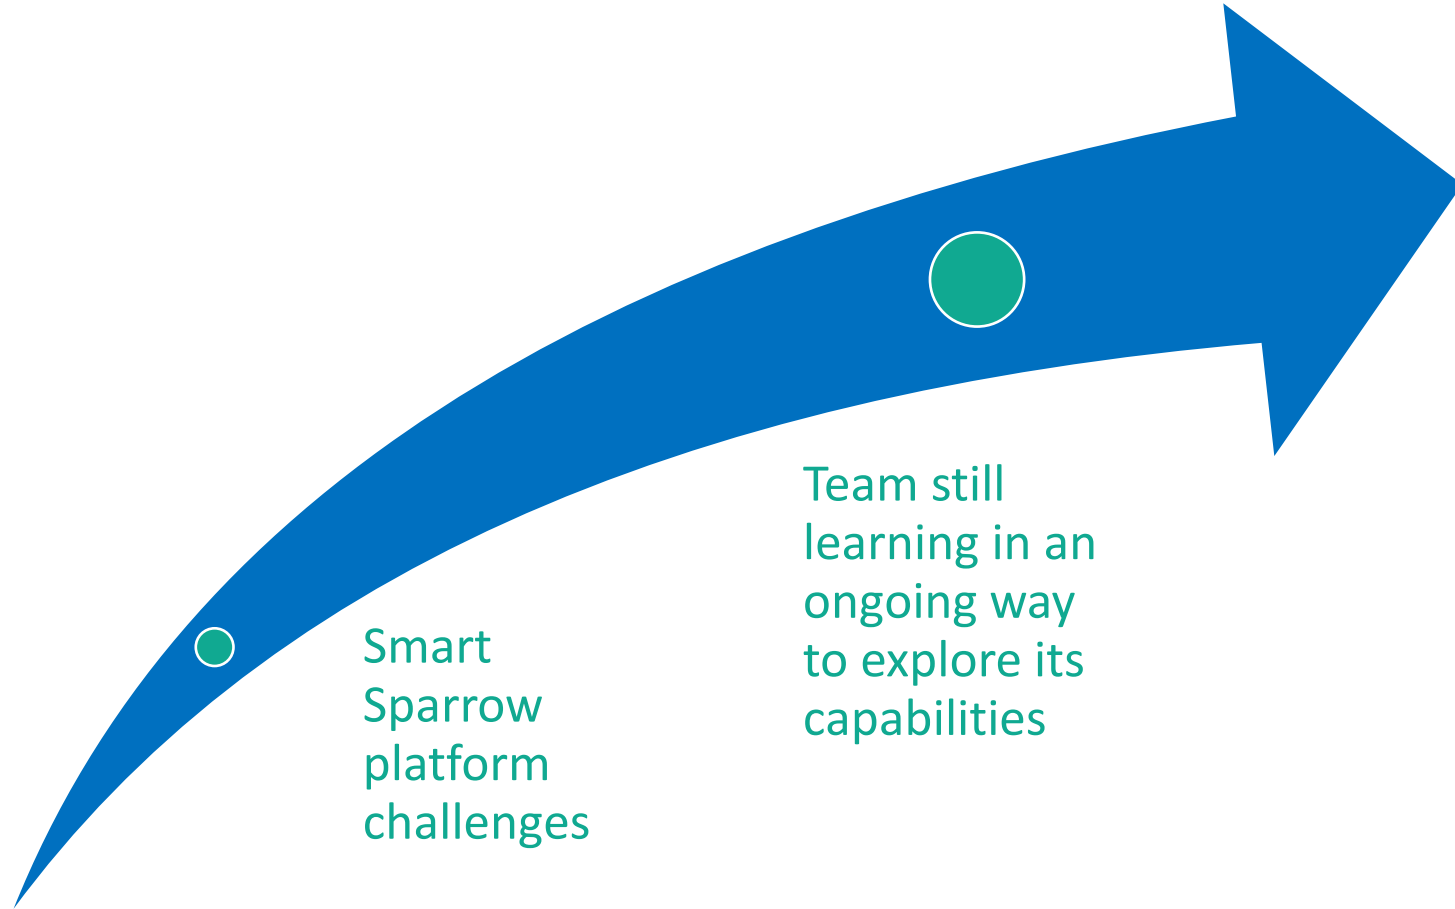 Smart
Sparrow
platform
challenges
Team still
learning in an
ongoing way
to explore its
capabilities